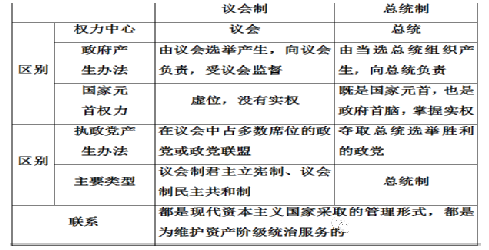 议会制 总统制
区别
权力中心 议会 总统
政府产 由议会选举产生，向议会 由当选总统组织产
生办法 负责，受议会监督 生，向总统负责
国家元 虚位，没有实权 既是国家元首，也是
首权力 政府首脑，掌握实权
区别
执政党产 在议会中占多数席位的政 夺取总统选举胜利
生办法 党或政党联盟 的政党
主要类型 议会制君主立宪制、议会 总统制
制民主共和制
联系 都是现代资本主义国家采取的管理形式，都是
为维护资产阶级统治服务的